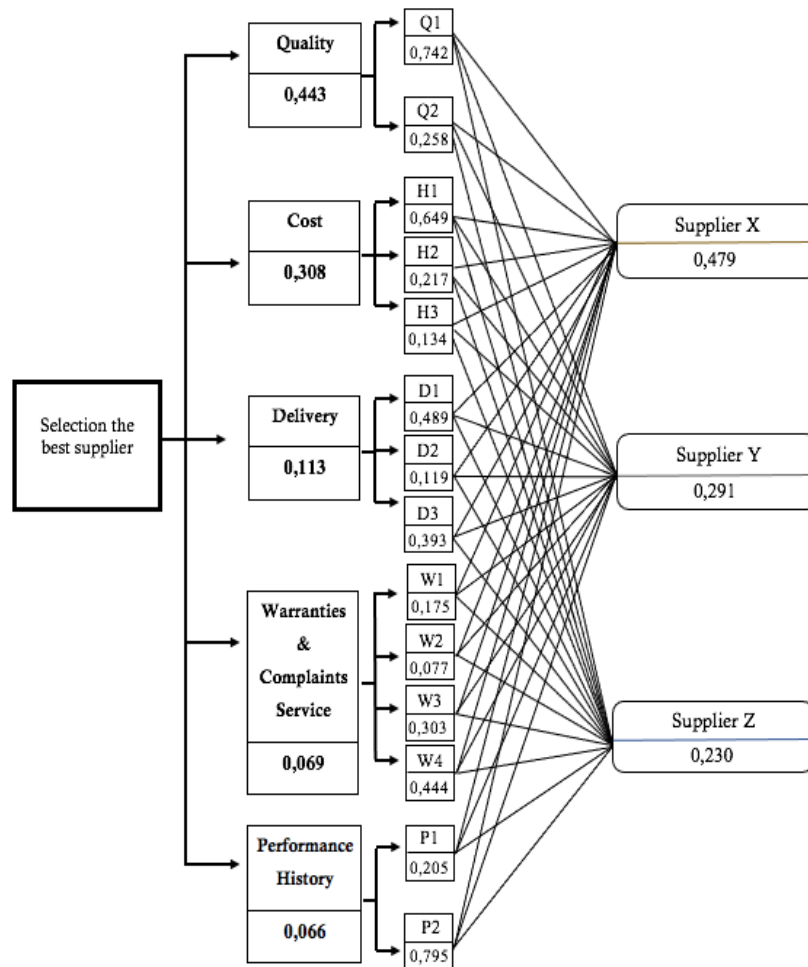 Selection the
best supplier
Quality
0,443
Cost
0,308
Delivery
0,113
Warranties
&
Complaints
Service
0,069
Performance
History
0,066
Q1
0,742
Q2
0,258
H1
0,649
H2
0,217
H3
0,134
D1
0,489
D2
0,119
D3
0,393
W1
0,175
W2
0,077
W3
0,303
W4
0,444
P1
0,205
P2
0,795
Supplier X
0,479
Supplier Y
0,291
Supplier Z
0,230